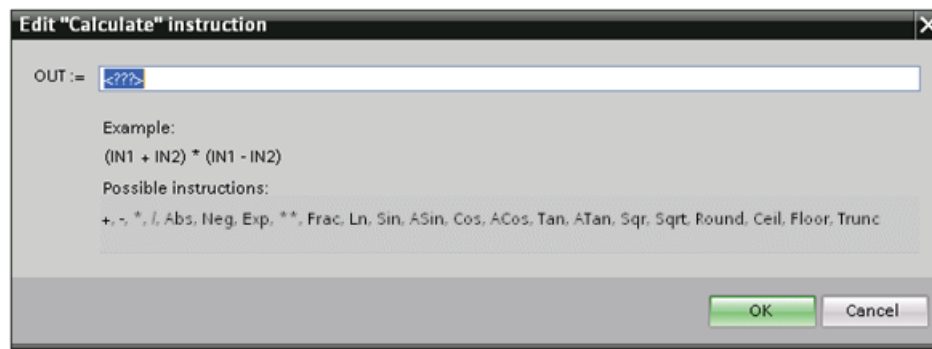 Edit "Calculate" instruction
OUT := <???>
Example:
(IN1 + IN2) * (IN1 - IN2)
Possible instructions:
+, -, *, /, Abs, Neg, Exp, **, Frac, Ln, Sin, ASin, Cos, ACos, Tan, ATan, Sqr, Sqrt, Round, Ceil, Floor, Trunc
OK Cancel